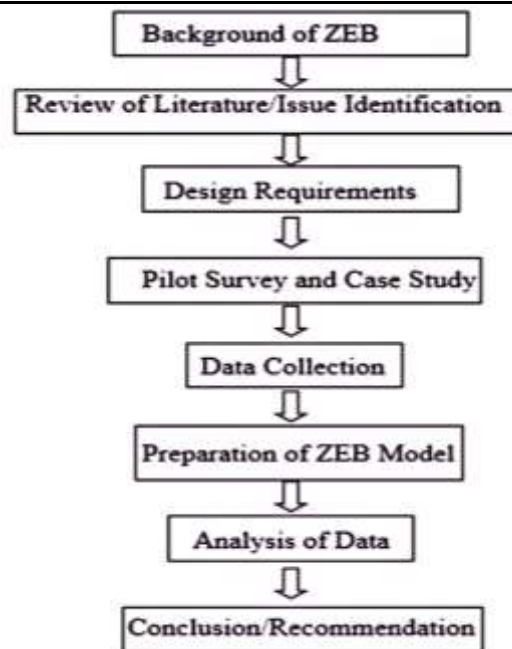 Background of ZEB
Review of Literature/Issue Identification
Design Requirements
Pilot Survey and Case Study
Data Collection
Preparation of ZEB Model
Analysis of Data
Conclusion/Recommendation